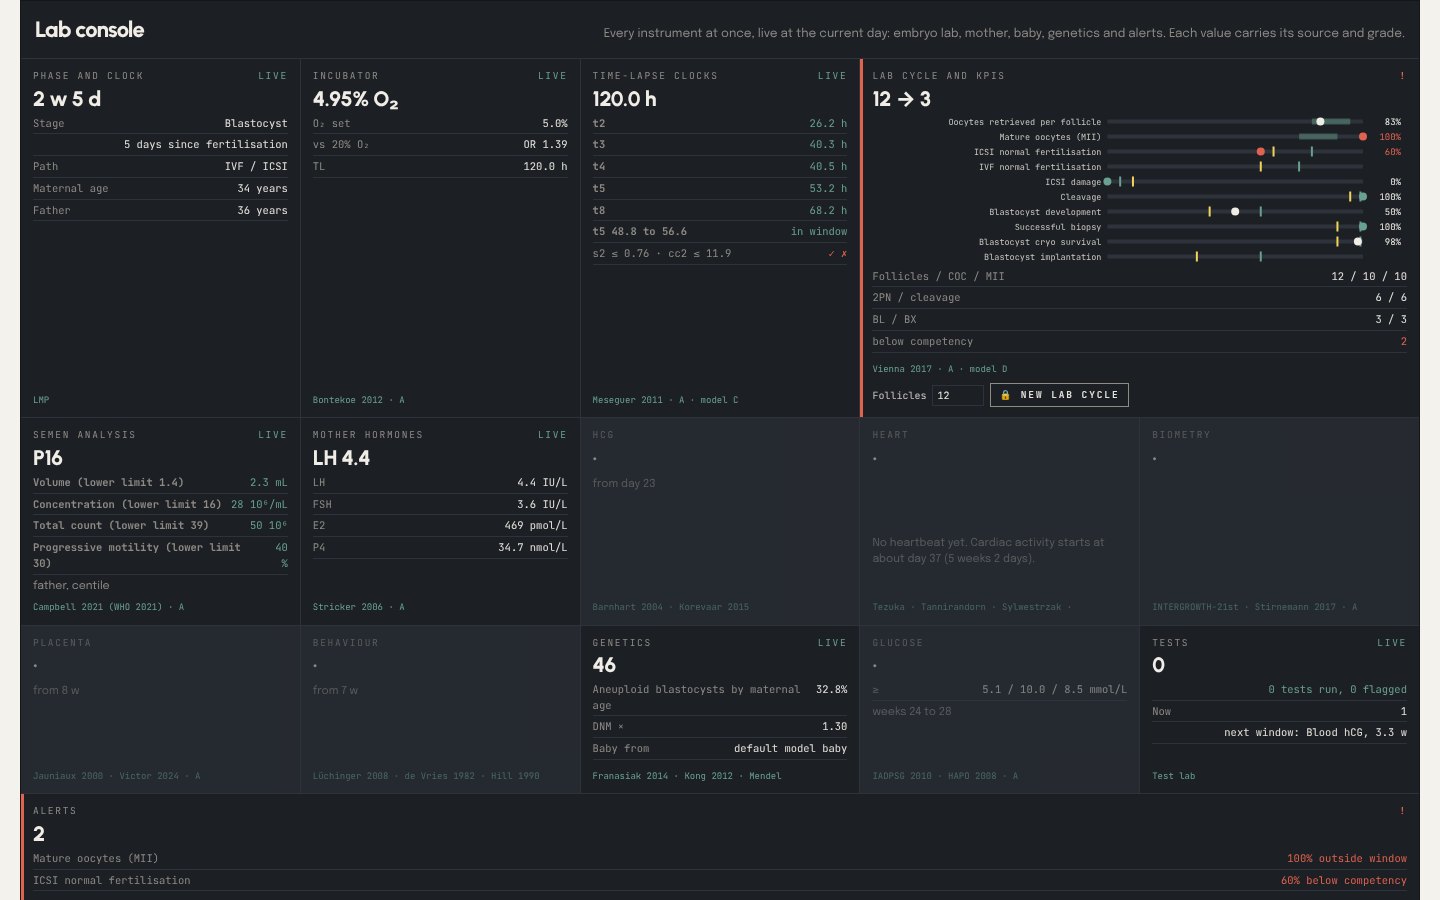 Lab console
Every instrument at once, live at the current day: embryo lab, mother, baby, genetics and alerts. Each value carries its source and grade.
PHASE AND CLOCK LIVE
2 w 5 d
Stage Blastocyst
5 days since fertilisation
Path IVF / ICSI
Maternal age 34 years
Father 36 years
LMP
INCUBATOR LIVE
4.95% O₂
O₂ set 5.0%
vs 20% O₂ OR 1.39
TL 120.0 h
Bontekoe 2012 · A
TIME-LAPSE CLOCKS LIVE
120.0 h
t2 26.2 h
t3 40.3 h
t4 40.5 h
t5 53.2 h
t8 68.2 h
t5 48.8 to 56.6 in window
s2 ≤ 0.76 · cc2 ≤ 11.9 ✓ ✗
Meseguer 2011 · A · model C
LAB CYCLE AND KPIS !
12 → 3
Oocytes retrieved per follicle 83%
Mature oocytes (MII) 100%
ICSI normal fertilisation 60%
IVF normal fertilisation
ICSI damage 0%
Cleavage 100%
Blastocyst development 50%
Successful biopsy 100%
Blastocyst cryo survival 98%
Blastocyst implantation
Follicles / COC / MII 12 / 10 / 10
2PN / cleavage 6 / 6
BL / BX 3 / 3
below competency 2
Vienna 2017 · A · model D
Follicles 12 🔒 NEW LAB CYCLE
SEMEN ANALYSIS LIVE
P16
Volume (lower limit 1.4) 2.3 mL
Concentration (lower limit 16) 28 10⁶/mL
Total count (lower limit 39) 50 10⁶
Progressive motility (lower limit 40
30) %
father, centile
Campbell 2021 (WHO 2021) · A
MOTHER HORMONES LIVE
LH 4.4
LH 4.4 IU/L
FSH 3.6 IU/L
E2 469 pmol/L
P4 34.7 nmol/L
Stricker 2006 · A
HCG
·
from day 23
Barnhart 2004 · Korevaar 2015
HEART
·
No heartbeat yet. Cardiac activity starts at
about day 37 (5 weeks 2 days).
Tezuka · Tannirandorn · Sylwestrzak ·
BIOMETRY
·
INTERGROWTH-21st · Stirnemann 2017 · A
PLACENTA
·
from 8 w
Jauniaux 2000 · Victor 2024 · A
BEHAVIOUR
·
from 7 w
Lüchinger 2008 · de Vries 1982 · Hill 1990
GENETICS LIVE
46
Aneuploid blastocysts by maternal 32.8%
age
DNM × 1.30
Baby from default model baby
Franasiak 2014 · Kong 2012 · Mendel
GLUCOSE
·
≥ 5.1 / 10.0 / 8.5 mmol/L
weeks 24 to 28
IADPSG 2010 · HAPO 2008 · A
TESTS LIVE
0
0 tests run, 0 flagged
Now 1
next window: Blood hCG, 3.3 w
Test lab
ALERTS !
2
Mature oocytes (MII) 100% outside window
ICSI normal fertilisation 60% below competency